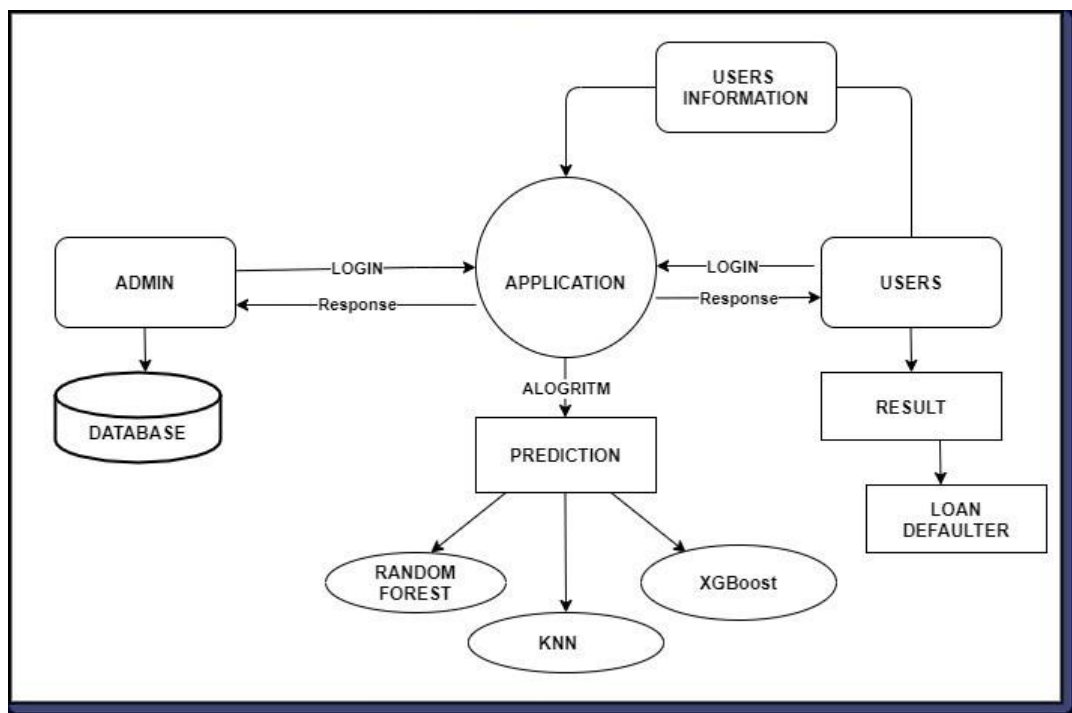 USERS
INFORMATION
ADMIN
LOGIN
Response
APPLICATION
LOGIN
Response
USERS
DATABASE
ALOGRITM
PREDICTION
RESULT
LOAN
DEFAULTER
RANDOM
FOREST
KNN
XGBoost